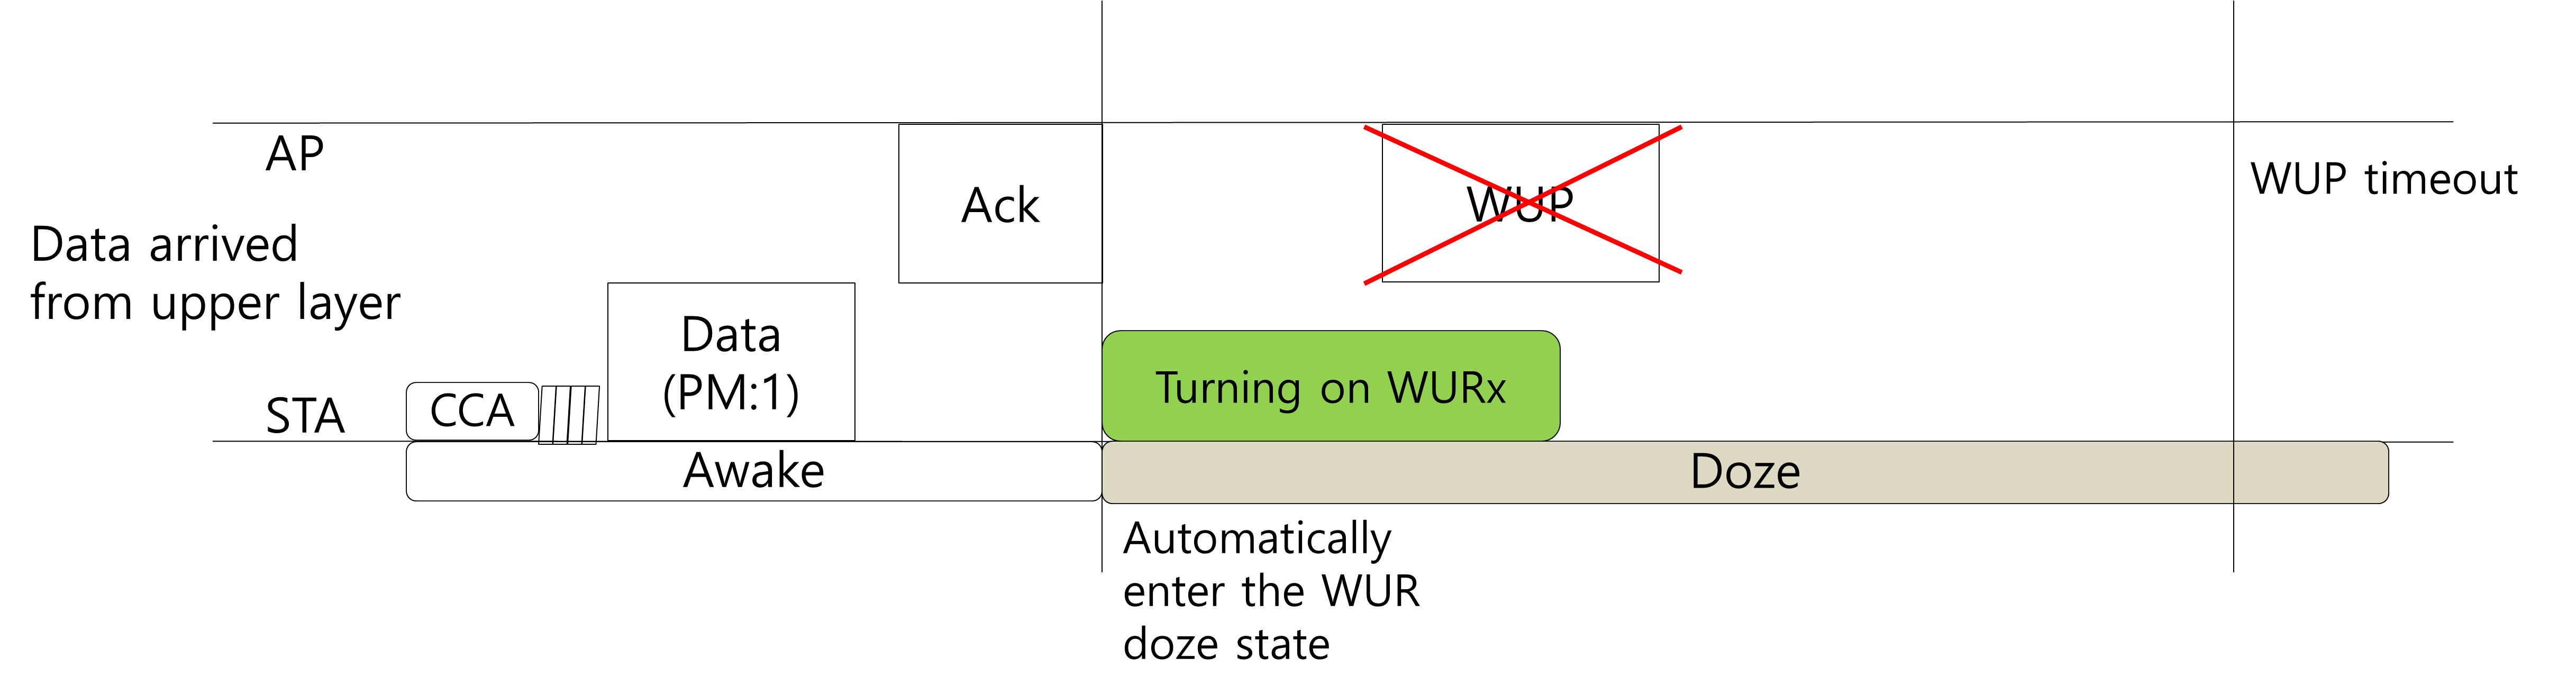 AP
WUP timeout
Ack
WUP
Data arrived
from upper layer
Data
(PM:1)
Turning on WURx
CCA
STA
Awake
Doze
Automatically
enter the WUR
doze state